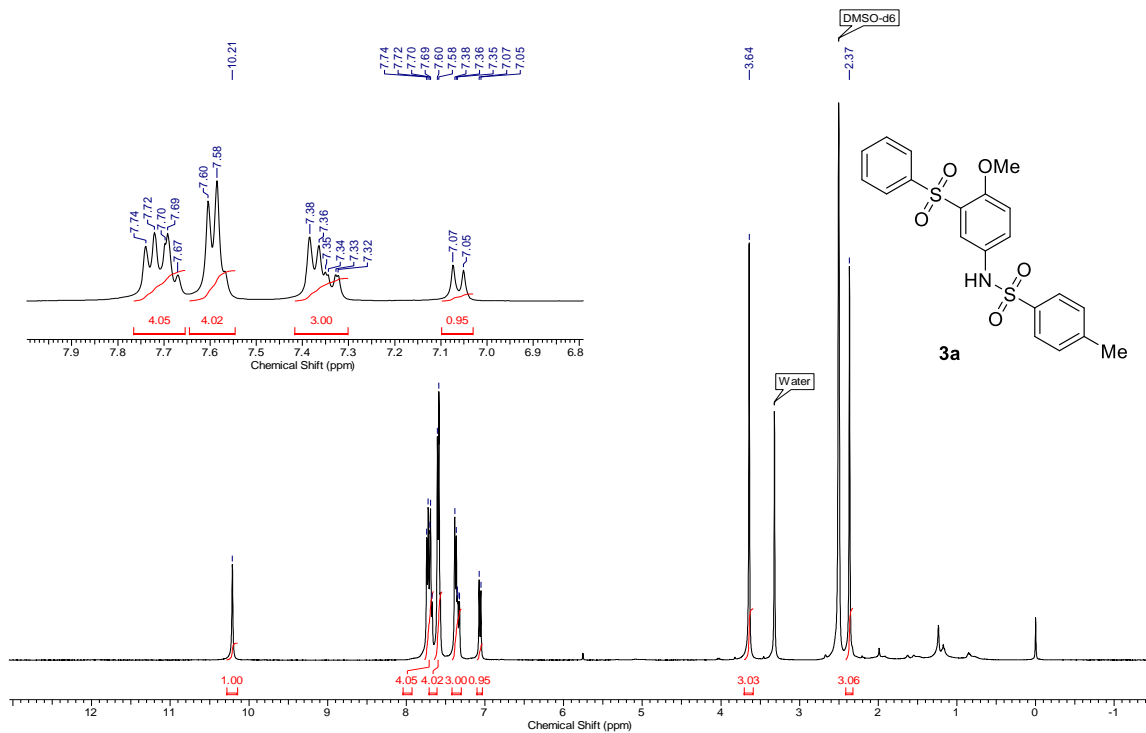 DMSO-d6
10.21
7.74
7.72
7.70
7.69
7.60
7.58
7.38
7.36
7.35
7.07
7.05
3.64
2.37
7.74
7.72
7.70
7.69
7.67
7.60
7.58
7.38
7.36
7.35
7.34
7.33
7.32
7.07
7.05
4.05 4.02 3.00 0.95
7.9 7.8 7.7 7.6 7.5 7.4 7.3 7.2 7.1 7.0 6.9 6.8
Chemical Shift (ppm)
O
O
S
OMe
HN
S
O
O
Me
3a
Water
1.00 4.05 4.02 3.00 0.95 3.03 3.06
12 11 10 9 8 7 6 5 4 3 2 1 0 -1
Chemical Shift (ppm)